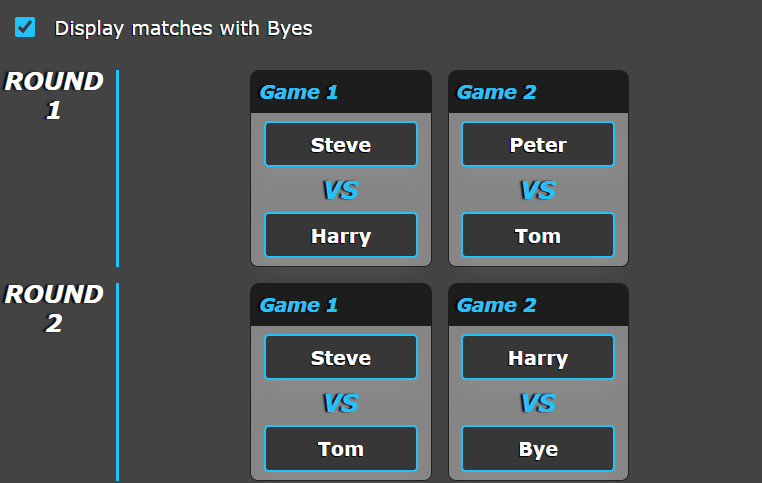 Display matches with Byes
ROUND
1
Game 1
Steve
VS
Harry
Game 2
Peter
VS
Tom
ROUND
2
Game 1
Steve
VS
Tom
Game 2
Harry
VS
Bye